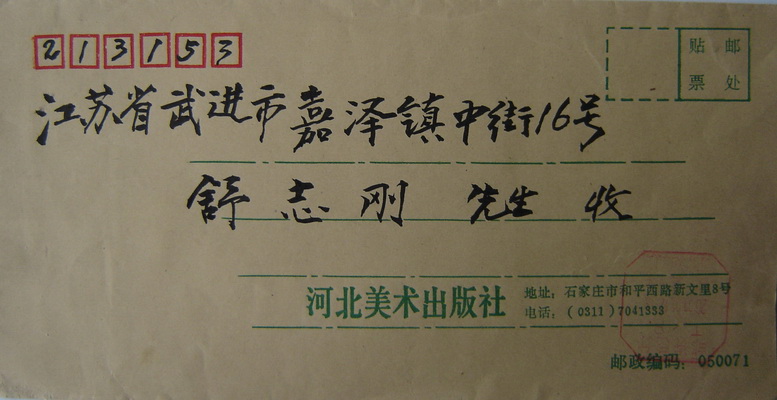 213153
贴 邮
票 处
江苏省武进市嘉泽镇中街16号
舒志刚 先生 收
河北美术出版社
地址：石家庄市和平西路新文里8号
电话：（0311）7041333
邮政编码：050071